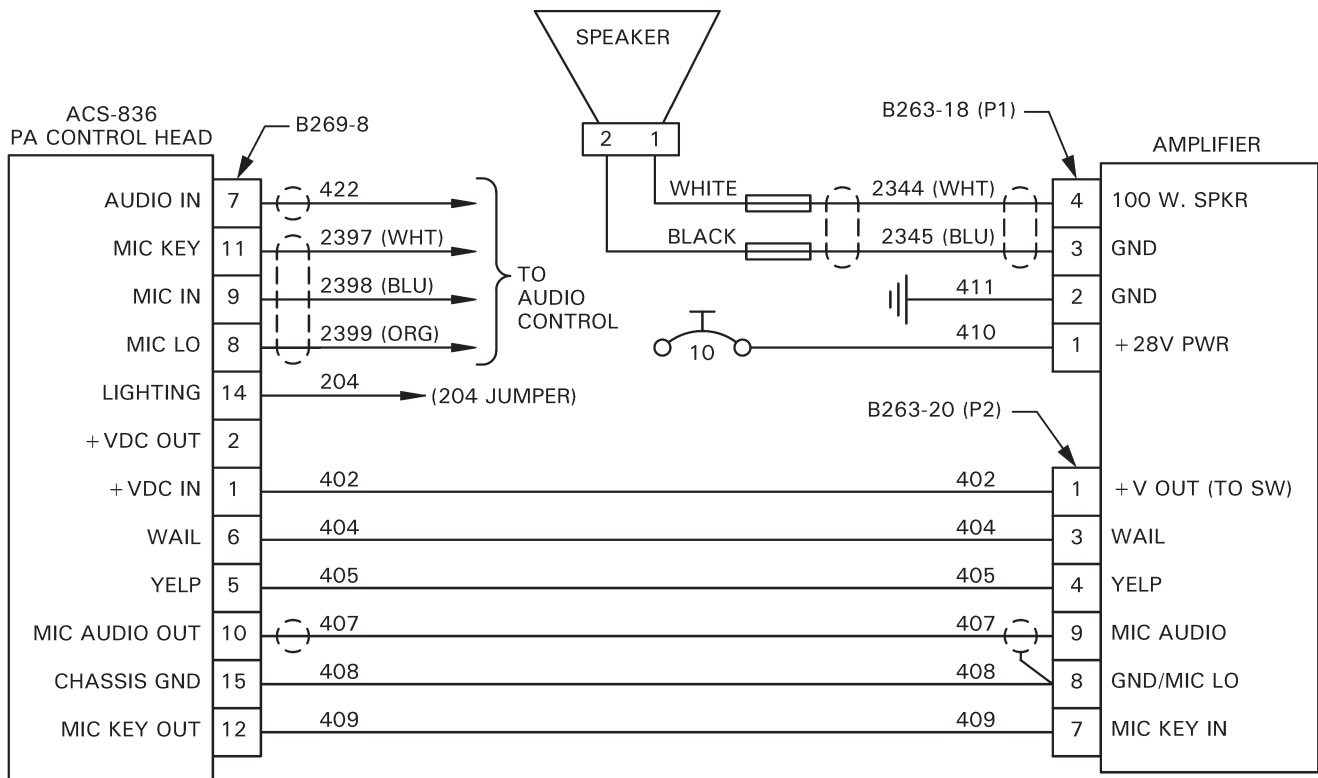 SPEAKER
2 1
ACS-836
PA CONTROL HEAD
B269-8
AUDIO IN 7 422
MIC KEY 11 2397 (WHT)
MIC IN 9 2398 (BLU)
MIC LO 8 2399 (ORG)
TO
AUDIO
CONTROL
LIGHTING 14 204 (204 JUMPER)
+VDC OUT 2
B263-18 (P1)
AMPLIFIER
WHITE 2344 (WHT) 4 100 W. SPKR
BLACK 2345 (BLU) 3 GND
411 2 GND
10 410 1 +28V PWR
B263-20 (P2)
+VDC IN 1 402 402 1 +V OUT (TO SW)
WAIL 6 404 404 3 WAIL
YELP 5 405 405 4 YELP
MIC AUDIO OUT 10 407 407 9 MIC AUDIO
CHASSIS GND 15 408 408 8 GND/MIC LO
MIC KEY OUT 12 409 409 7 MIC KEY IN